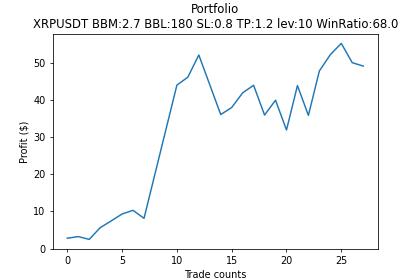 Portfolio
XRPUSDT BBM:2.7 BBL:180 SL:0.8 TP:1.2 lev:10 WinRatio:68.0
50
40
30
20
10
0
Profit ($)
0 5 10 15 20 25
Trade counts